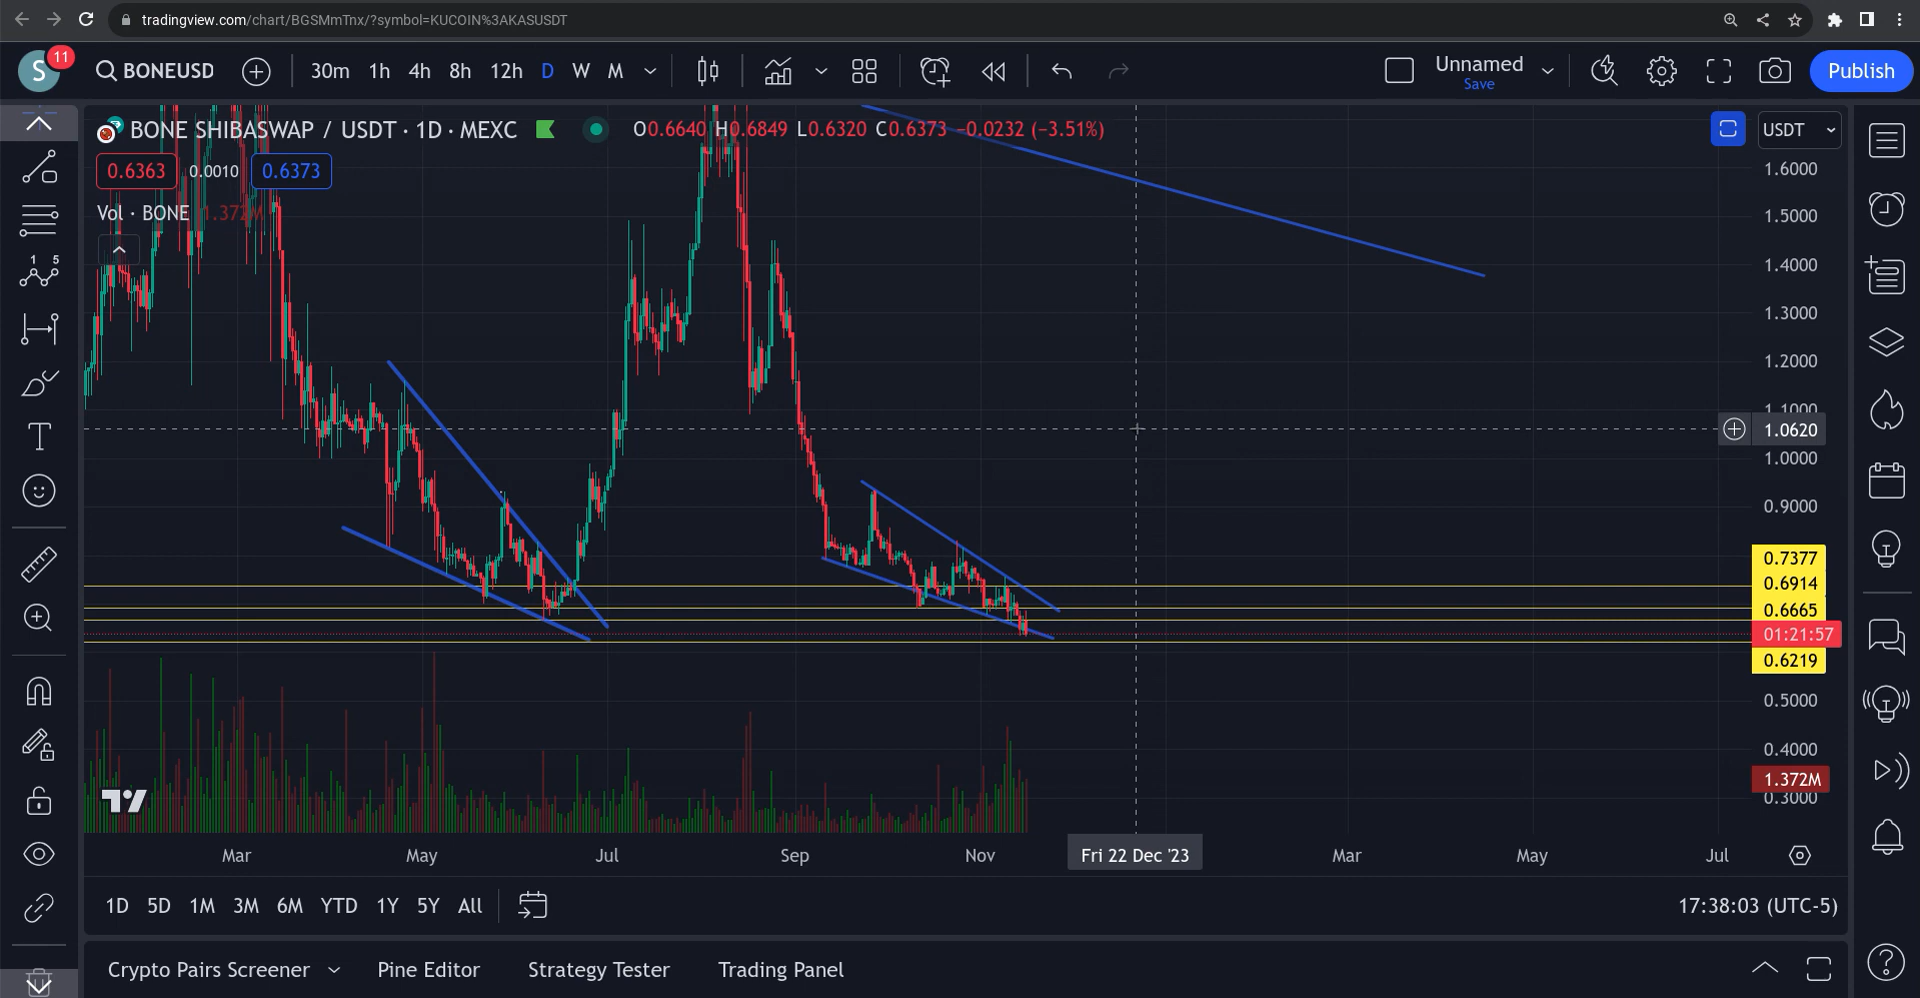 tradingview.com/chart/BGSMmTnx/?symbol=KUCOIN%3AKASUSDT
S
11
BONEUSD
30m 1h 4h 8h 12h D W M
Unnamed
Save
Publish
BONE SHIBASWAP / USDT · 1D · MEXC
O0.6640 H0.6849 L0.6320 C0.6373 −0.0232 (−3.51%)
USDT
0.6363
0.0010
0.6373
Vol · BONE 1.372M
1.6000
1.5000
1.4000
1.3000
1.2000
1.1000
1.0620
1.0000
0.9000
0.7377
0.6914
0.6665
01:21:57
0.6219
0.5000
0.4000
1.372M
0.3000
1 5
T
Mar May Jul Sep Nov Fri 22 Dec '23 Mar May Jul
1D 5D 1M 3M 6M YTD 1Y 5Y All
17:38:03 (UTC-5)
Crypto Pairs Screener Pine Editor Strategy Tester Trading Panel